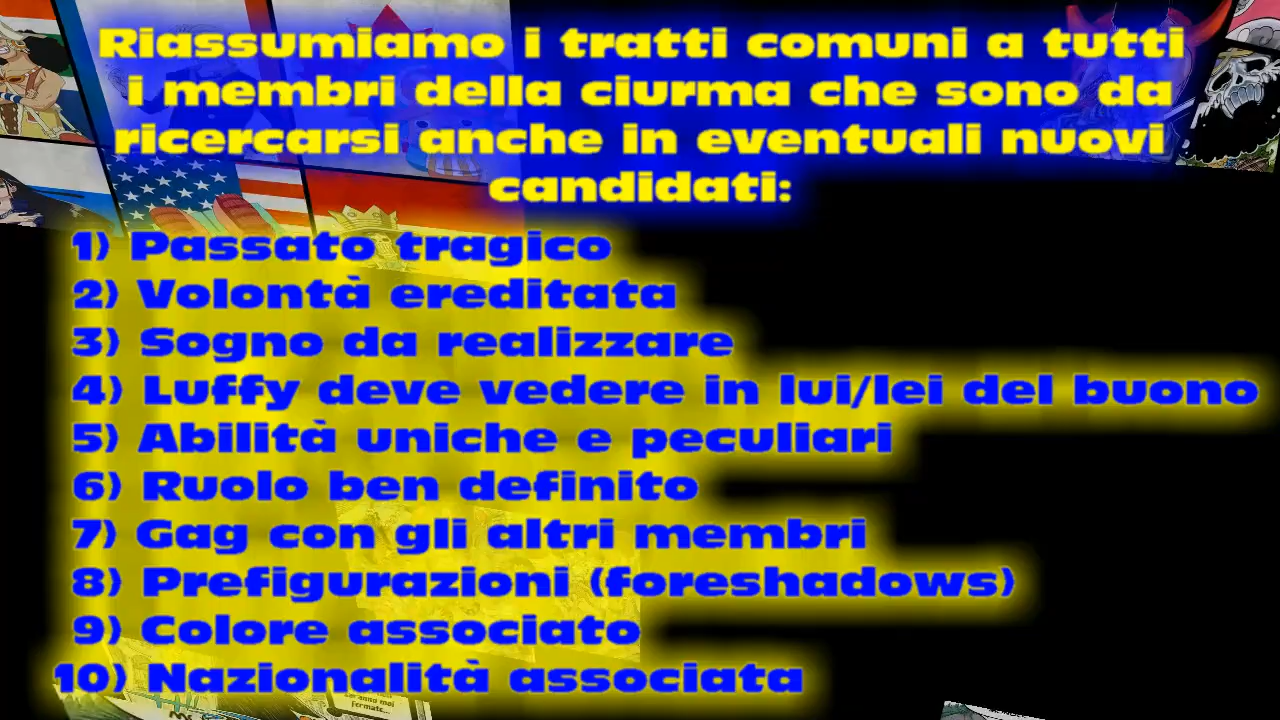 Riassumiamo i tratti comuni a tutti
i membri della ciurma che sono da
ricercarsi anche in eventuali nuovi
candidati:
1) Passato tragico
2) Volontà ereditata
3) Sogno da realizzare
4) Luffy deve vedere in lui/lei del buono
5) Abilità uniche e peculiari
6) Ruolo ben definito
7) Gag con gli altri membri
8) Prefigurazioni (foreshadows)
9) Colore associato
10) Nazionalità associata